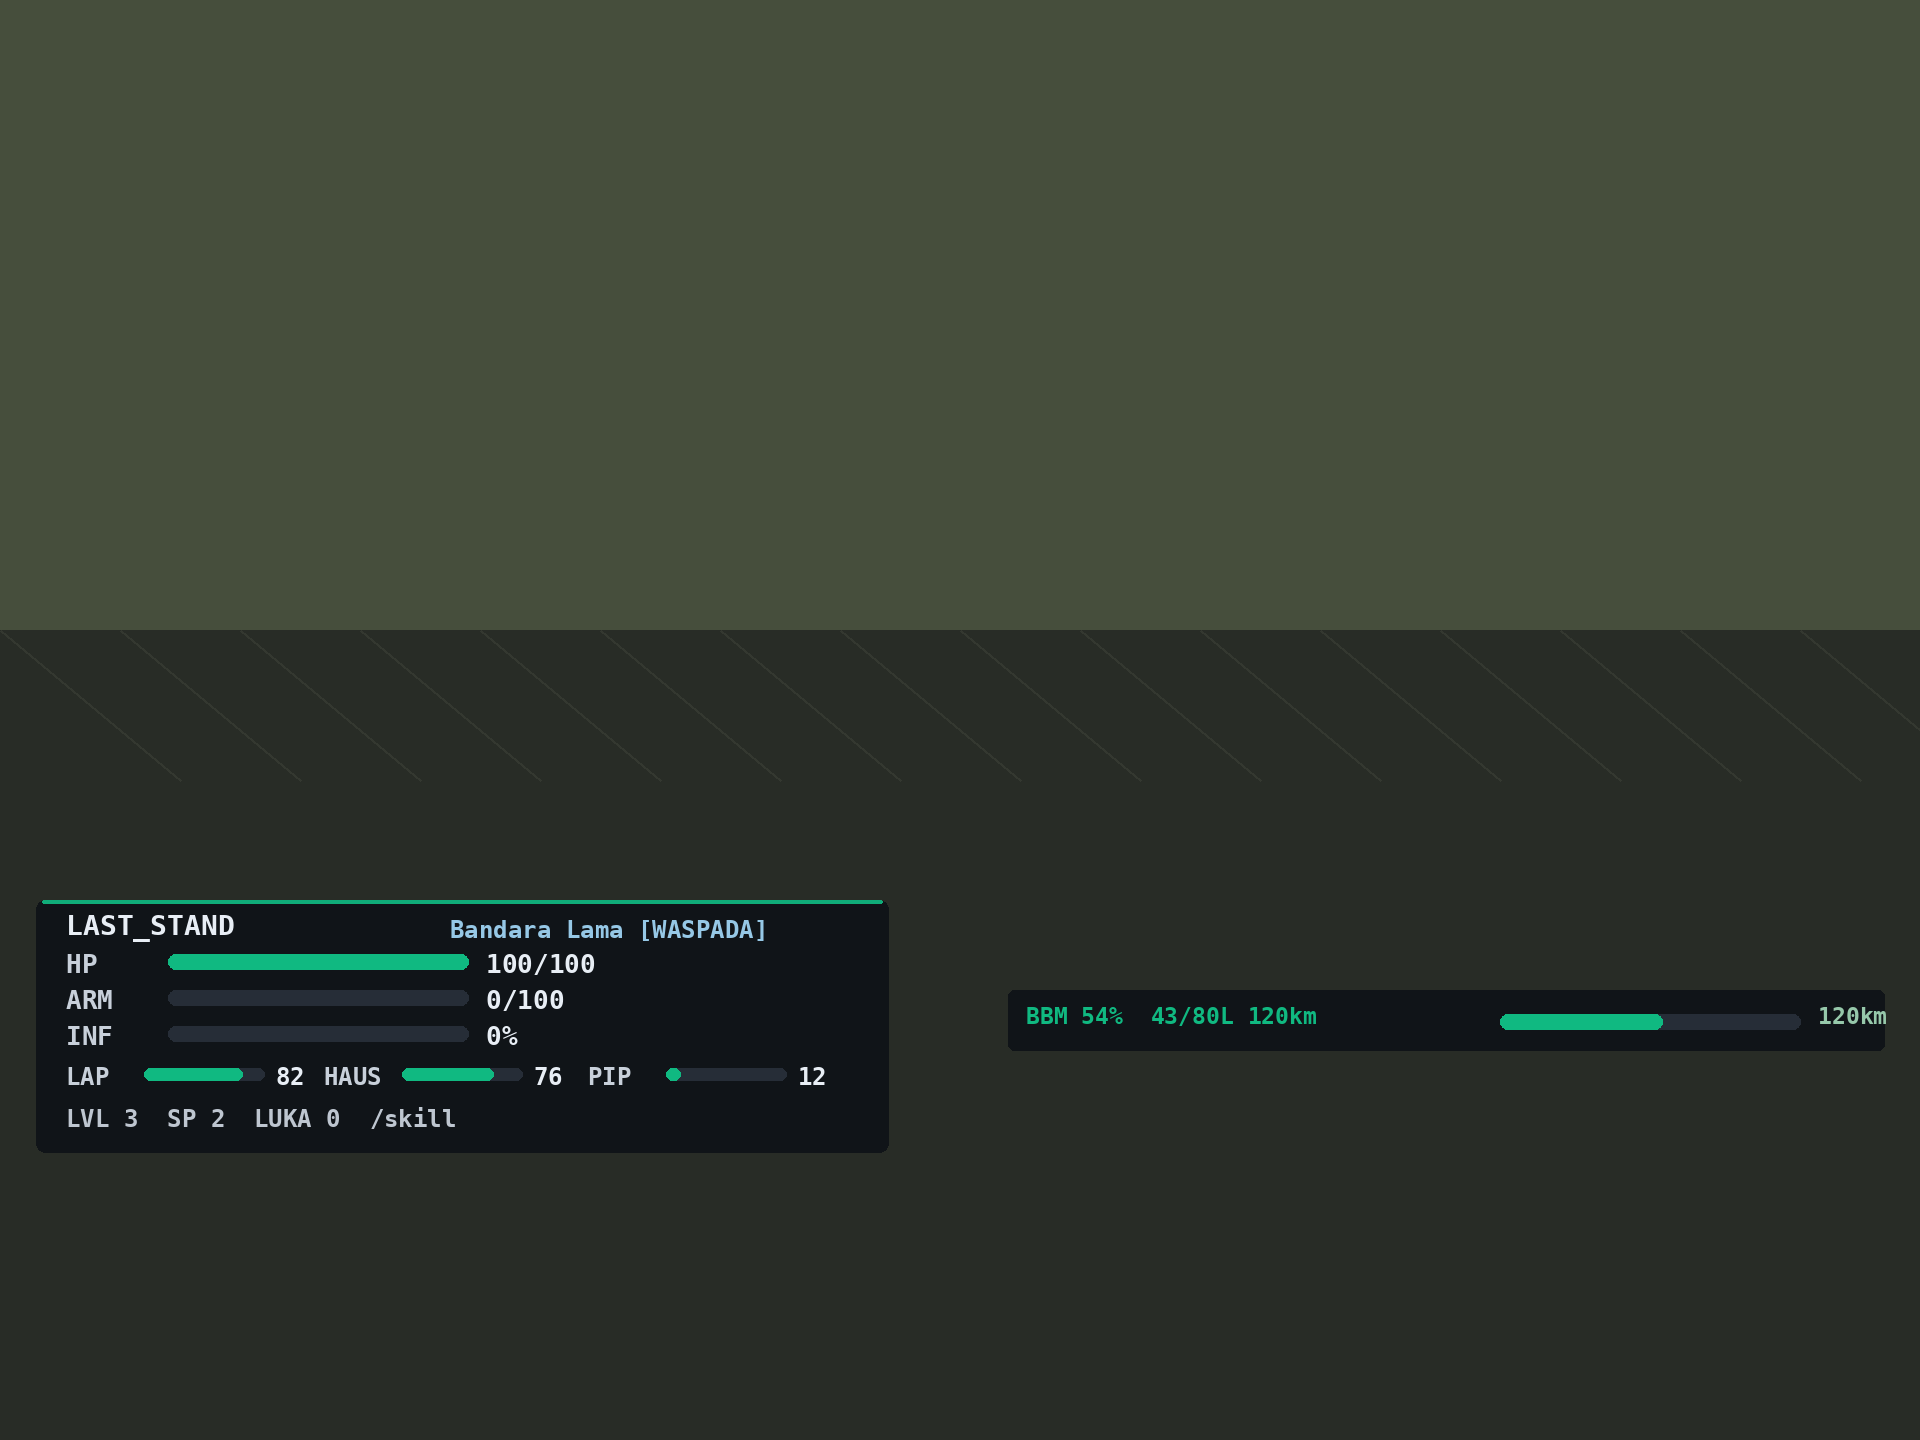 LAST_STAND Bandara Lama [WASPADA]
HP 100/100
ARM 0/100
INF 0%
LAP 82 HAUS 76 PIP 12
LVL 3 SP 2 LUKA 0 /skill
BBM 54% 43/80L 120km 120km